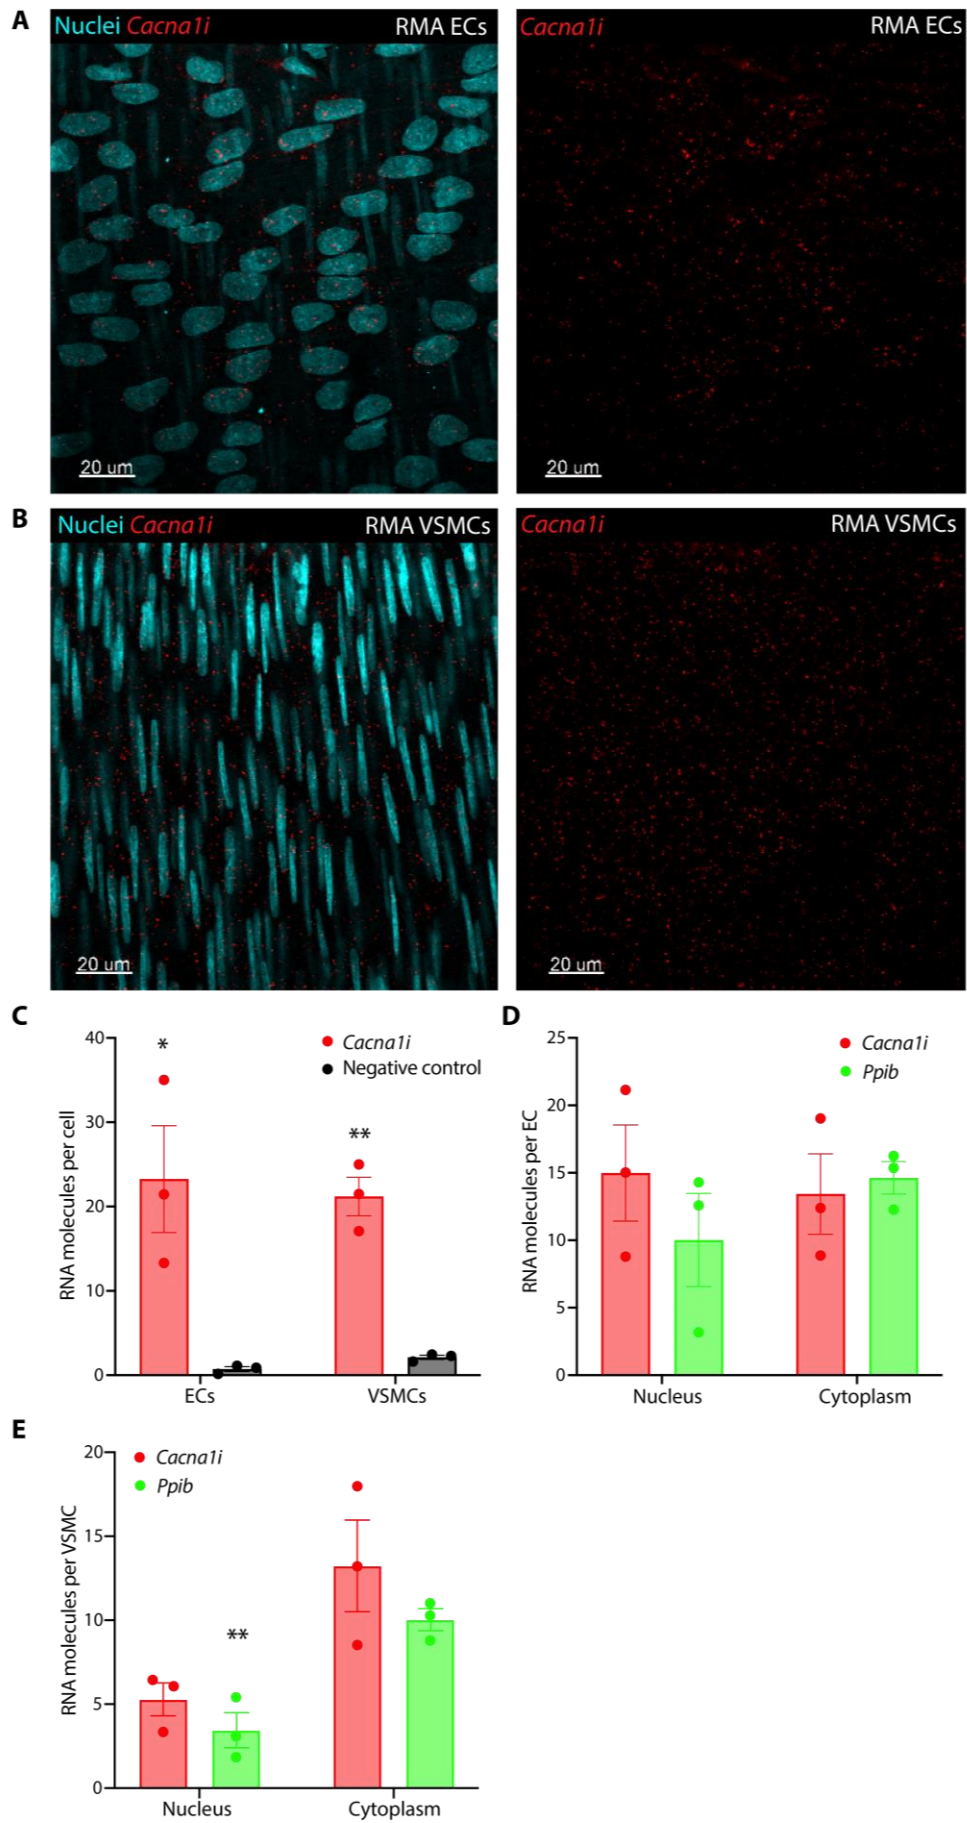 A
Nuclei Cacna1i RMA ECs
Cacna1i RMA ECs
20 um
20 um
B
Nuclei Cacna1i RMA VSMCs
Cacna1i RMA VSMCs
20 um
20 um
C
RNA molecules per cell
40
30
20
10
0
*
**
Cacna1i
Negative control
ECs VSMCs
D
RNA molecules per EC
25
20
15
10
5
0
Cacna1i
Ppib
Nucleus Cytoplasm
E
RNA molecules per VSMC
20
15
10
5
0
Cacna1i
Ppib
**
Nucleus Cytoplasm